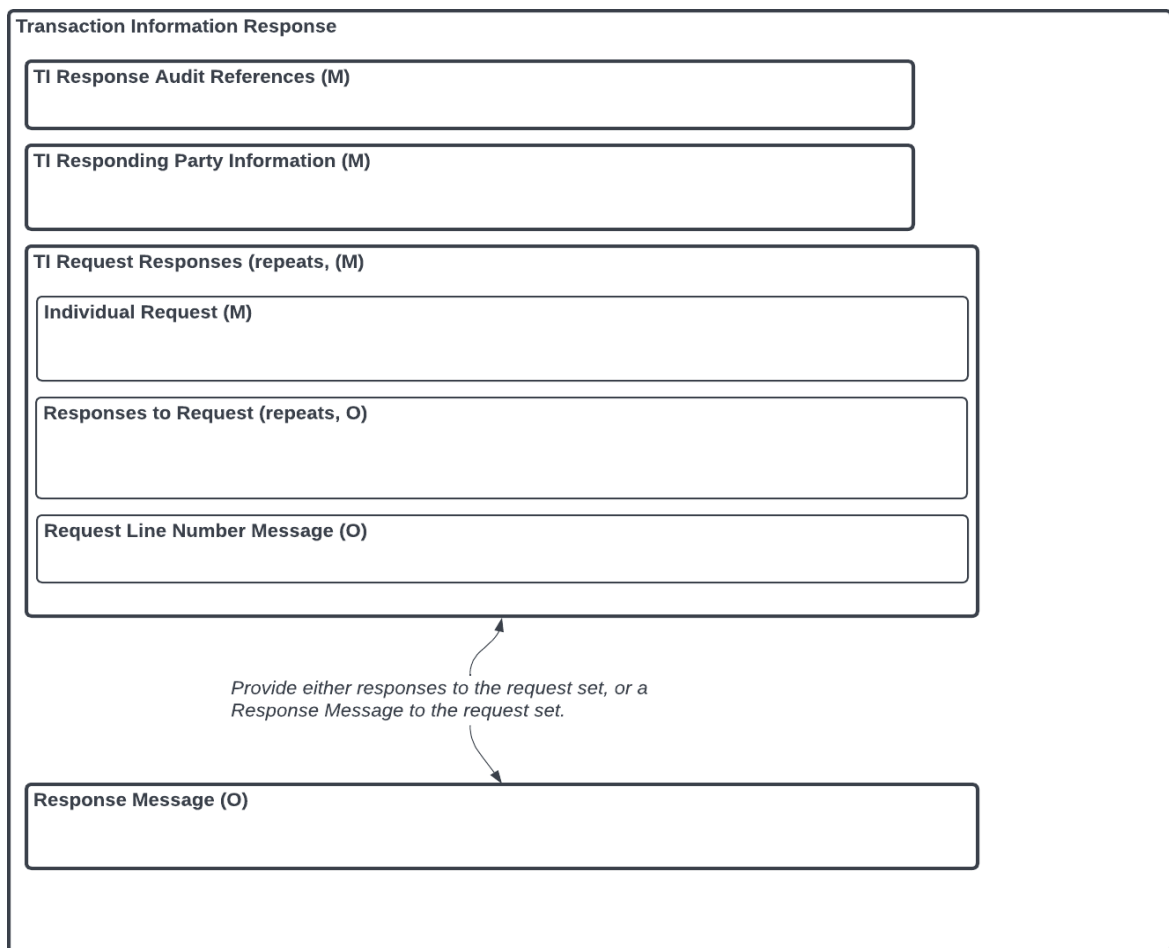 Transaction Information Response
TI Response Audit References (M)
TI Responding Party Information (M)
TI Request Responses (repeats, (M)
Individual Request (M)
Responses to Request (repeats, O)
Request Line Number Message (O)
Provide either responses to the request set, or a
Response Message to the request set.
Response Message (O)